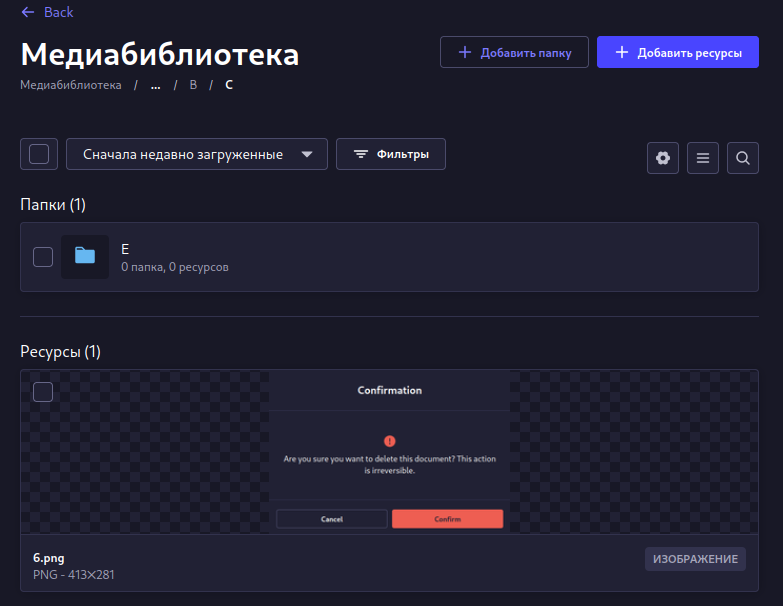 Back
Медиабиблиотека
Добавить папку
Добавить ресурсы
Медиабиблиотека / ... / B / C
Сначала недавно загруженные
Фильтры
Папки (1)
E
0 папка, 0 ресурсов
Ресурсы (1)
Confirmation
Are you sure you want to delete this document? This action
is irreversible.
Cancel
Confirm
6.png
PNG - 413✕281
ИЗОБРАЖЕНИЕ